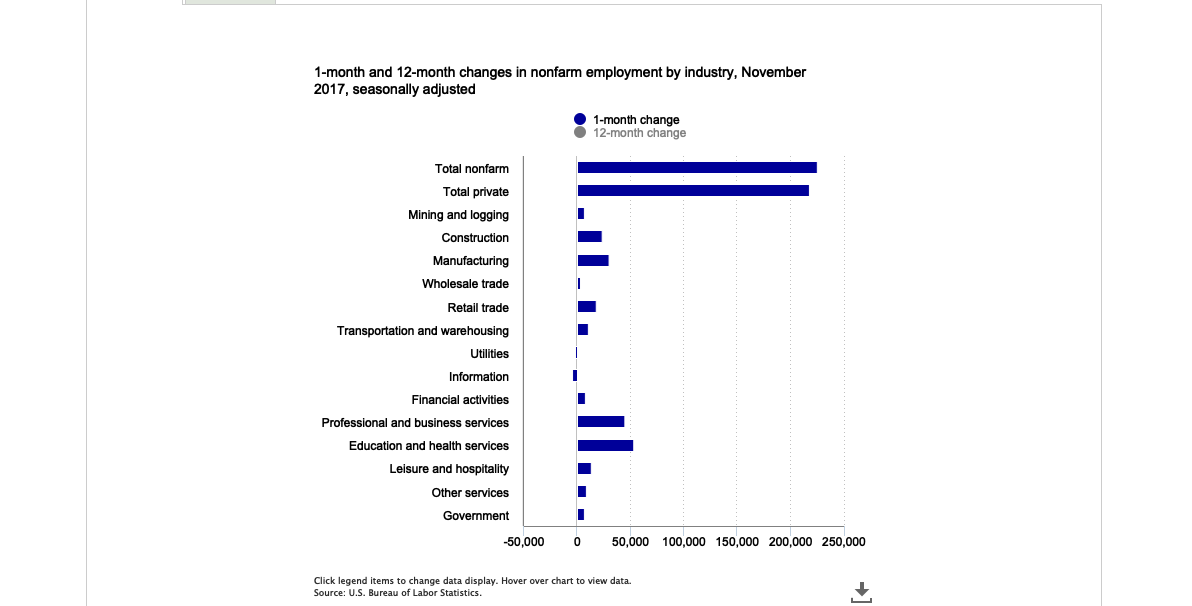 1-month and 12-month changes in nonfarm employment by industry, November
2017, seasonally adjusted
1-month change
12-month change
Total nonfarm
Total private
Mining and logging
Construction
Manufacturing
Wholesale trade
Retail trade
Transportation and warehousing
Utilities
Information
Financial activities
Professional and business services
Education and health services
Leisure and hospitality
Other services
Government
-50,000 0 50,000 100,000 150,000 200,000 250,000
Click legend items to change data display. Hover over chart to view data.
Source: U.S. Bureau of Labor Statistics.